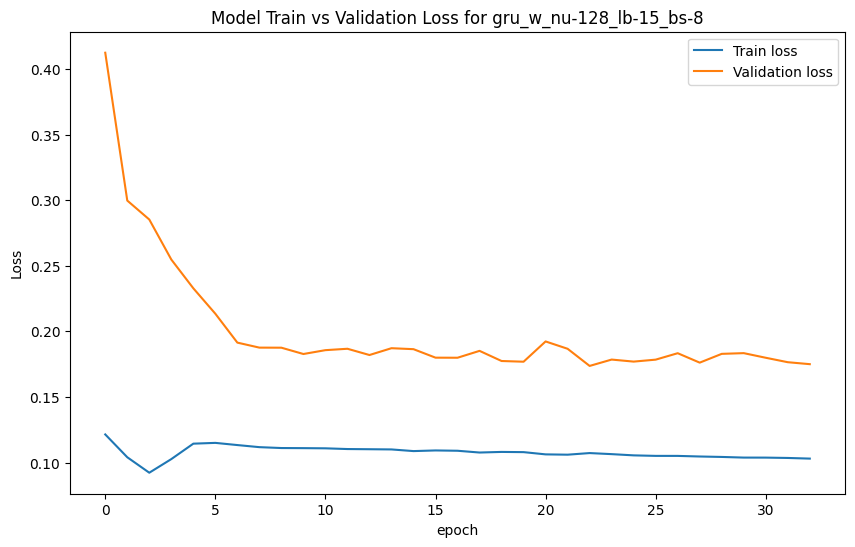 Model Train vs Validation Loss for gru_w_nu-128_lb-15_bs-8
Train loss
Validation loss
0.40
0.35
0.30
0.25
0.20
0.15
0.10
Loss
0 5 10 15 20 25 30
epoch